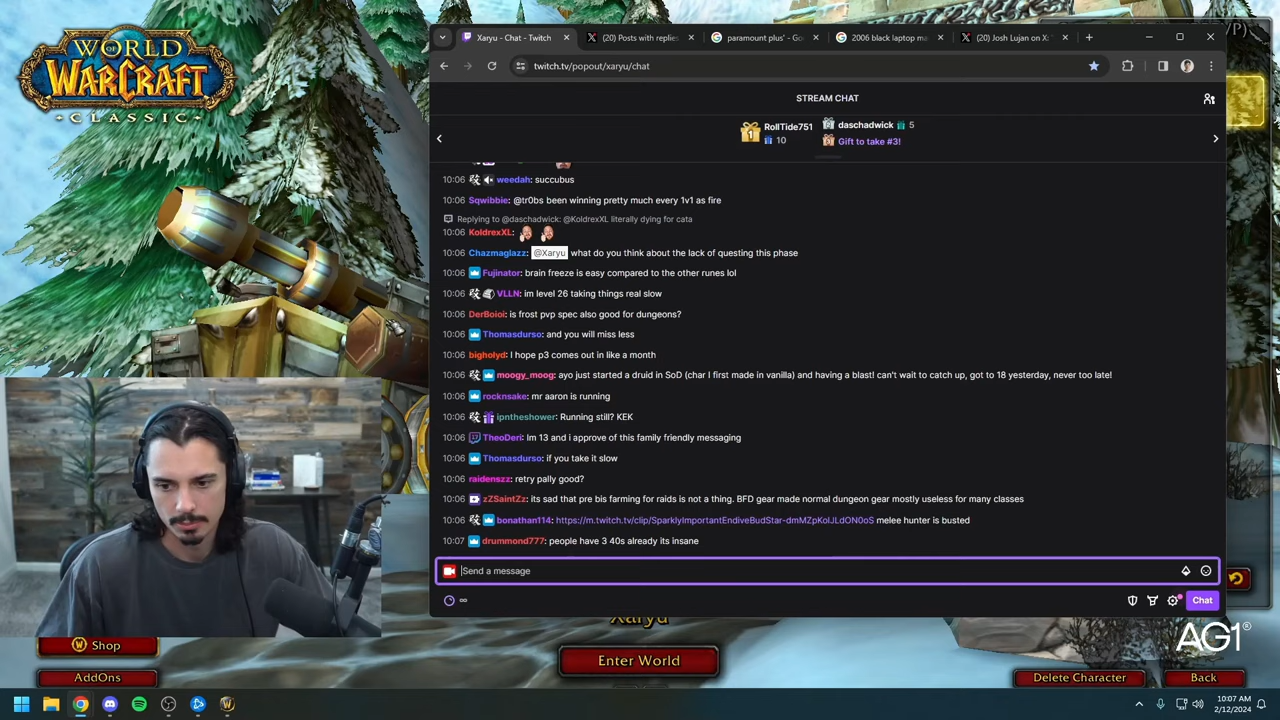 WORLD
OF
WARCRAFT
CLASSIC
Xaryu - Chat - Twitch
(20) Posts with replies
paramount plus' - Go
2006 black laptop ma
(20) Josh Lujan on X: "
twitch.tv/popout/xaryu/chat
STREAM CHAT
1
RollTide751
10
daschadwick 5
Gift to take #3!
10:06 weedah: succubus
10:06 Sqwibbie: @tr0bs been winning pretty much every 1v1 as fire
Replying to @daschadwick: @KoldrexXL literally dying for cata
10:06 KoldrexXL:
10:06 Chazmaglazz: @Xaryu what do you think about the lack of questing this phase
10:06 Fujinator: brain freeze is easy compared to the other runes lol
10:06 VLLN: im level 26 taking things real slow
10:06 DerBoioi: is frost pvp spec also good for dungeons?
10:06 Thomasdurso: and you will miss less
10:06 bigholyd: I hope p3 comes out in like a month
10:06 moogy_moog: ayo just started a druid in SoD (char I first made in vanilla) and having a blast! can't wait to catch up, got to 18 yesterday, never too late!
10:06 rocknsake: mr aaron is running
10:06 ipntheshower: Running still? KEK
10:06 TheoDeri: Im 13 and i approve of this family friendly messaging
10:06 Thomasdurso: if you take it slow
10:06 raidenszz: retry pally good?
10:06 zZSaintZz: its sad that pre bis farming for raids is not a thing. BFD gear made normal dungeon gear mostly useless for many classes
10:06 bonathan114: https://m.twitch.tv/clip/SparklyImportantEndiveBudStar-dmMZpKolJLdON0oS melee hunter is busted
10:07 drummond777: people have 3 40s already its insane
Send a message
Chat
Xaryu
AG1®
Shop
Enter World
AddOns
Delete Character
Back
10:07 AM
2/12/2024